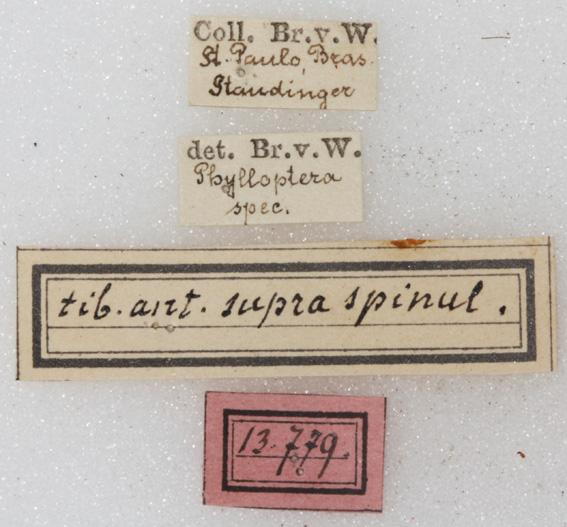 Coll. Br.v.W.
St. Paulo, Bras.
Staudinger
det. Br.v.W.
Phylloptera
spec.
tib. ant. supra spinul.
13.779.